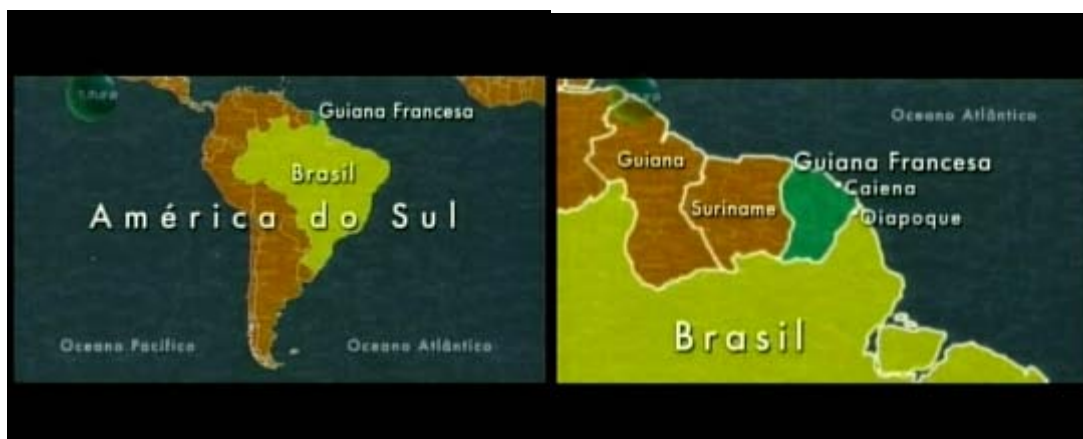 Guiana Francesa
Brasil
América do Sul
Oceano Pacífico
Oceano Atlântico
Oceano Atlântico
Guiana
Guiana Francesa
Caiena
Suriname
Oiapoque
Brasil